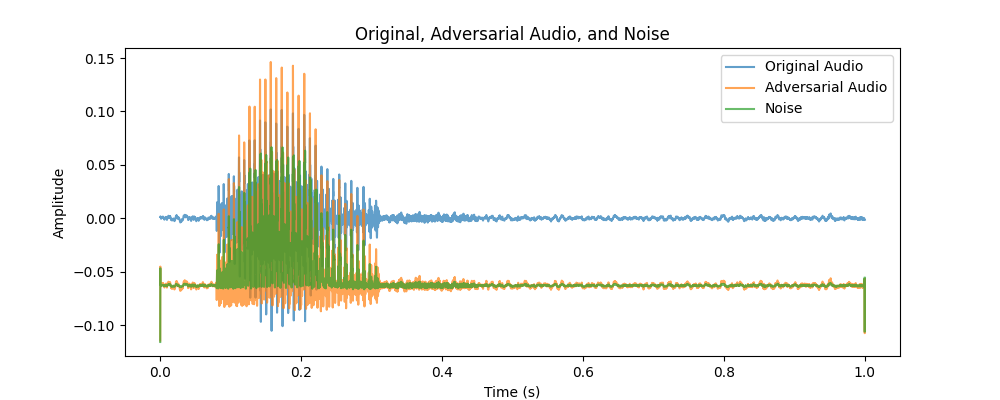 Original, Adversarial Audio, and Noise
Original Audio
Adversarial Audio
Noise
Amplitude
0.15
0.10
0.05
0.00
−0.05
−0.10
0.0 0.2 0.4 0.6 0.8 1.0
Time (s)